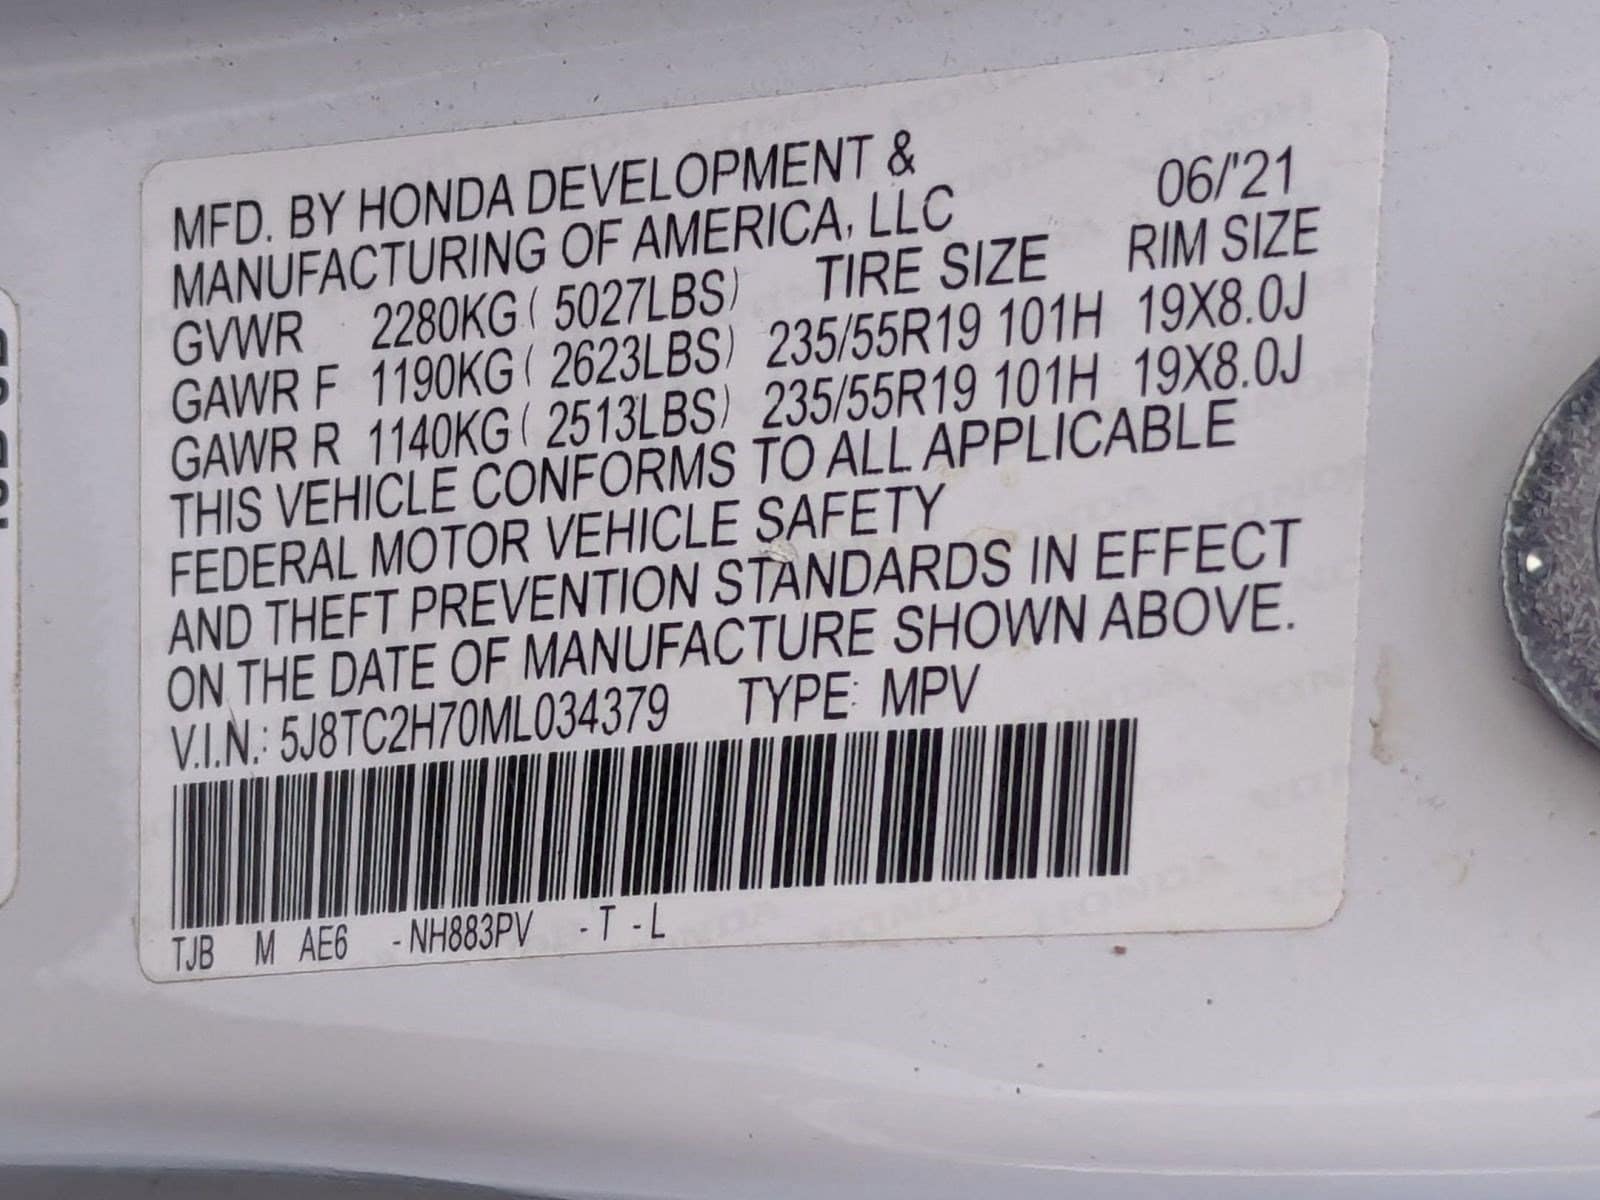 MFD. BY HONDA DEVELOPMENT & 06/'21
MANUFACTURING OF AMERICA, LLC
TIRE SIZE RIM SIZE
GVWR 2280KG ( 5027LBS)
GAWR F 1190KG ( 2623LBS) 235/55R19 101H 19X8.0J
GAWR R 1140KG ( 2513LBS) 235/55R19 101H 19X8.0J
THIS VEHICLE CONFORMS TO ALL APPLICABLE
FEDERAL MOTOR VEHICLE SAFETY
AND THEFT PREVENTION STANDARDS IN EFFECT
ON THE DATE OF MANUFACTURE SHOWN ABOVE.
V.I.N.: 5J8TC2H70ML034379 TYPE: MPV
TJB M AE6 -NH883PV -T -L